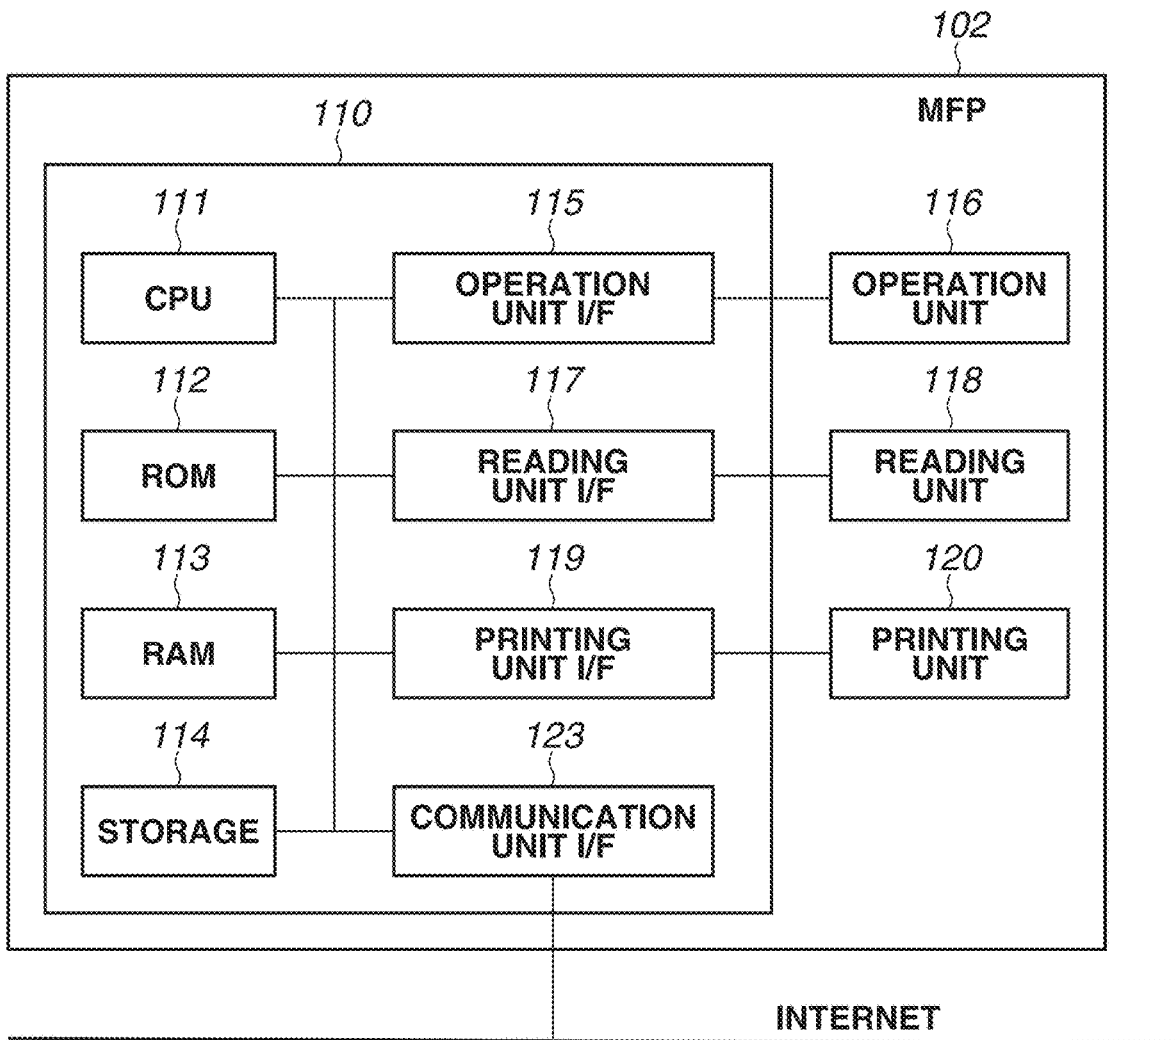 102
MFP
110
111
115
116
CPU
OPERATION
UNIT I/F
OPERATION
UNIT
112
117
118
ROM
READING
UNIT I/F
READING
UNIT
113
119
120
RAM
PRINTING
UNIT I/F
PRINTING
UNIT
114
123
STORAGE
COMMUNICATION
UNIT I/F
INTERNET